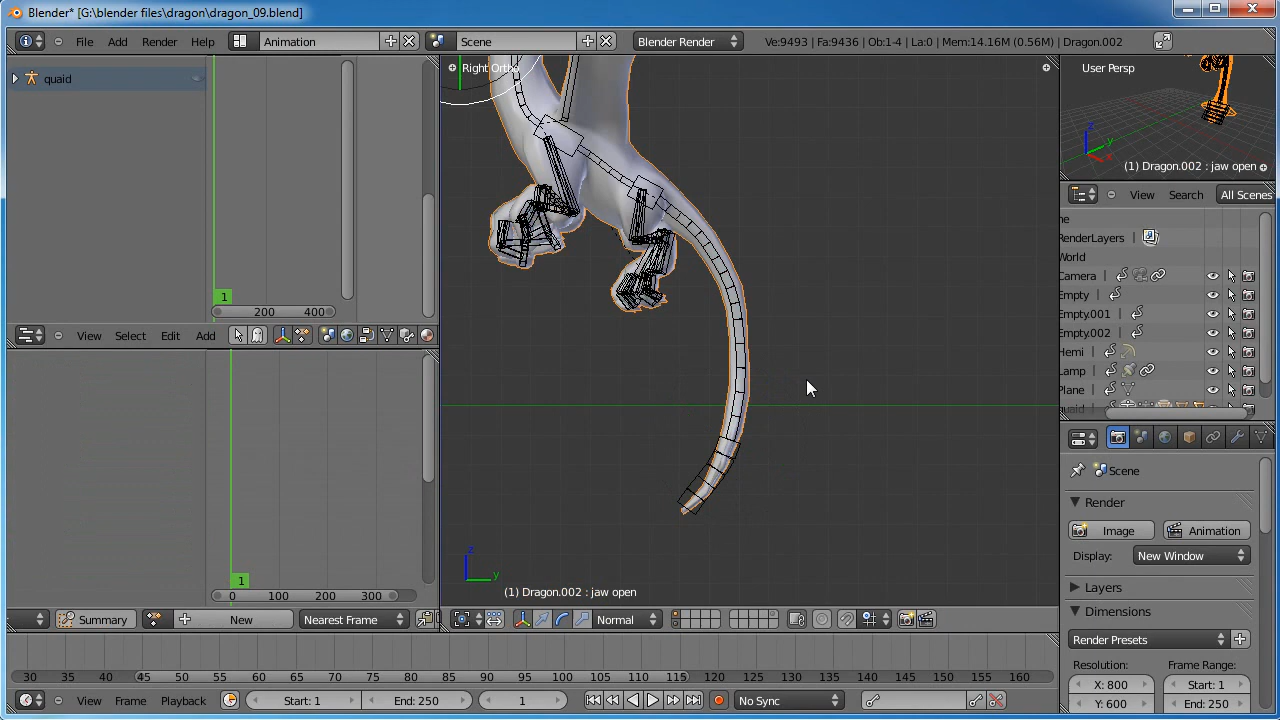 Blender* [G:\blender files\dragon\dragon_09.blend]
File Add Render Help Animation Scene Blender Render Ve:9493 | Fa:9436 | Ob:1-4 | La:0 | Mem:14.16M (0.56M) | Dragon.002
quaid
1
200 400
View Select Edit Add
1
0 100 200 300
Summary New Nearest Frame
Right Ortho
z
y
(1) Dragon.002 : jaw open
Normal
User Persp
z
y
x
(1) Dragon.002 : jaw open
View Search All Scenes
ne
RenderLayers |
World
Camera |
Empty |
Empty.001
Empty.002
Hemi |
Lamp |
Plane |
quaid
Scene
Render
Image Animation
Display: New Window
Layers
Dimensions
Render Presets
Resolution: Frame Range:
X: 800 Start: 1
Y: 600 End: 250
30 35 40 45 50 55 60 65 70 75 80 85 90 95 100 105 110 115 120 125 130 135 140 145 150 155 160
View Frame Playback Start: 1 End: 250 1 No Sync